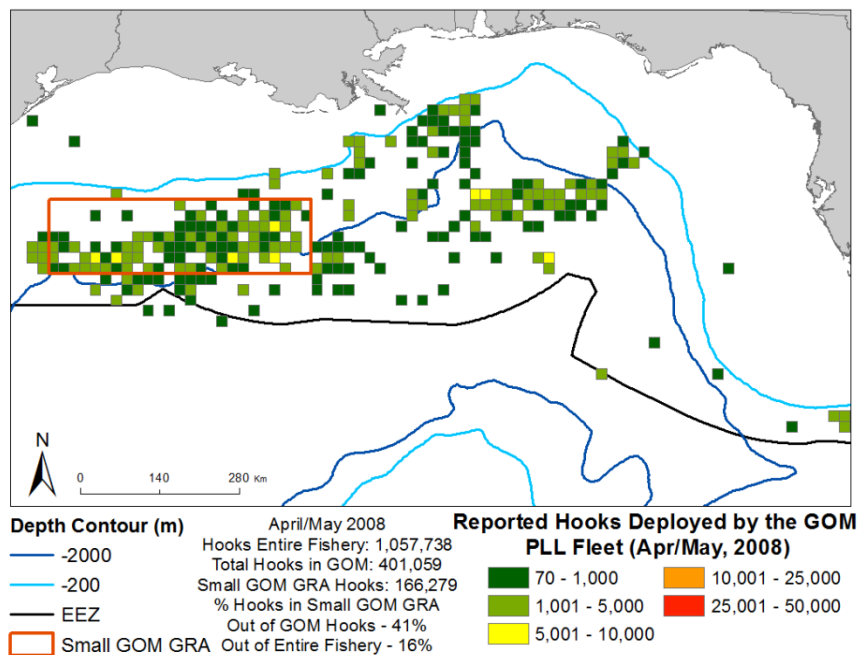 N
0 140 280 Km
Depth Contour (m)
-2000
-200
EEZ
Small GOM GRA
April/May 2008
Hooks Entire Fishery: 1,057,738
Total Hooks in GOM: 401,059
Small GOM GRA Hooks: 166,279
% Hooks in Small GOM GRA
Out of GOM Hooks - 41%
Out of Entire Fishery - 16%
Reported Hooks Deployed by the GOM
PLL Fleet (Apr/May, 2008)
70 - 1,000
1,001 - 5,000
5,001 - 10,000
10,001 - 25,000
25,001 - 50,000